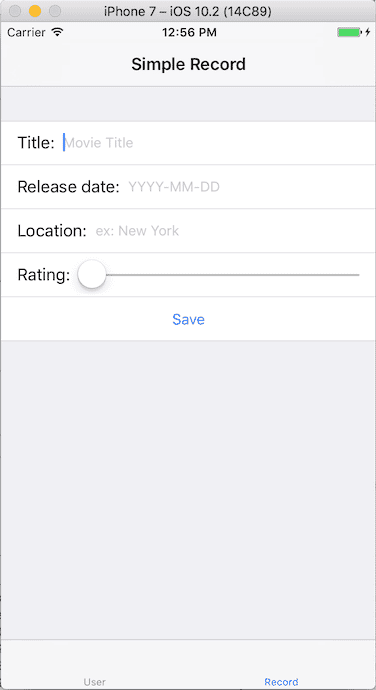 iPhone 7 – iOS 10.2 (14C89)
Carrier 12:56 PM
Simple Record
Title: Movie Title
Release date: YYYY-MM-DD
Location: ex: New York
Rating:
Save
User Record